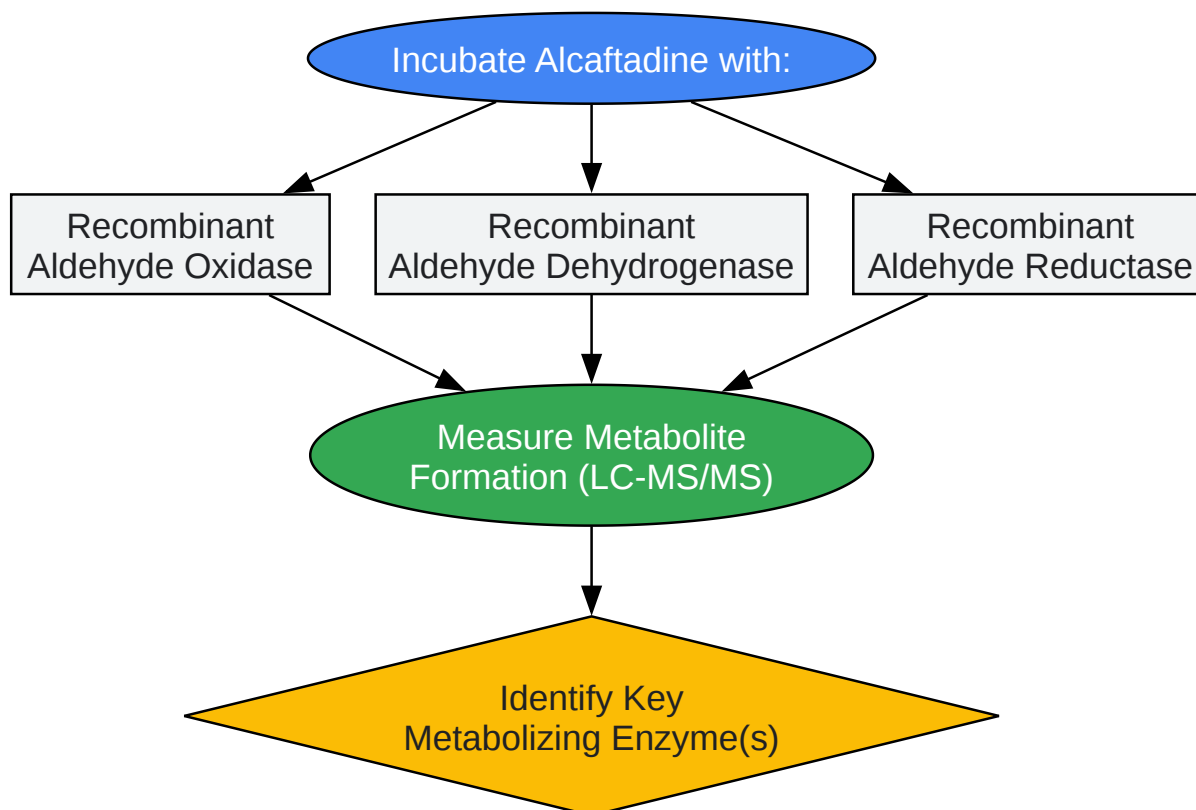 Incubate Alcaftadine with:
Recombinant
Aldehyde Oxidase
Recombinant
Aldehyde Dehydrogenase
Recombinant
Aldehyde Reductase
Measure Metabolite
Formation (LC-MS/MS)
Identify Key
Metabolizing Enzyme(s)